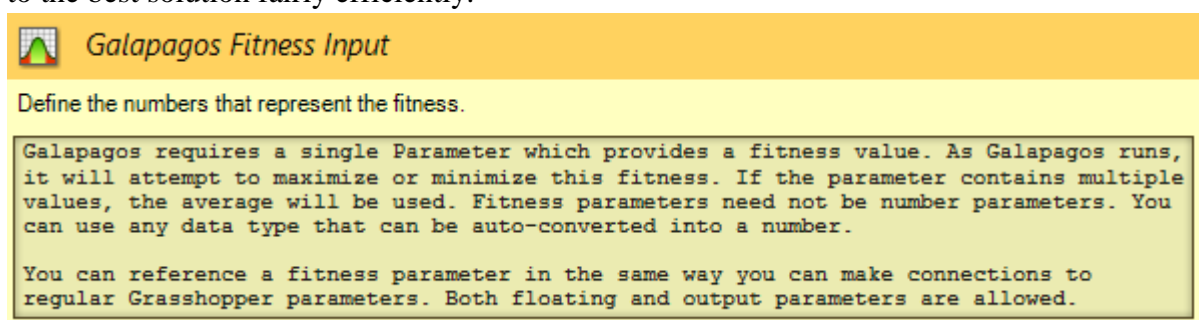 to the best solution fairly efficiently.
Galapagos Fitness Input
Define the numbers that represent the fitness.
Galapagos requires a single Parameter which provides a fitness value. As Galapagos runs,
it will attempt to maximize or minimize this fitness. If the parameter contains multiple
values, the average will be used. Fitness parameters need not be number parameters. You
can use any data type that can be auto-converted into a number.
You can reference a fitness parameter in the same way you can make connections to
regular Grasshopper parameters. Both floating and output parameters are allowed.